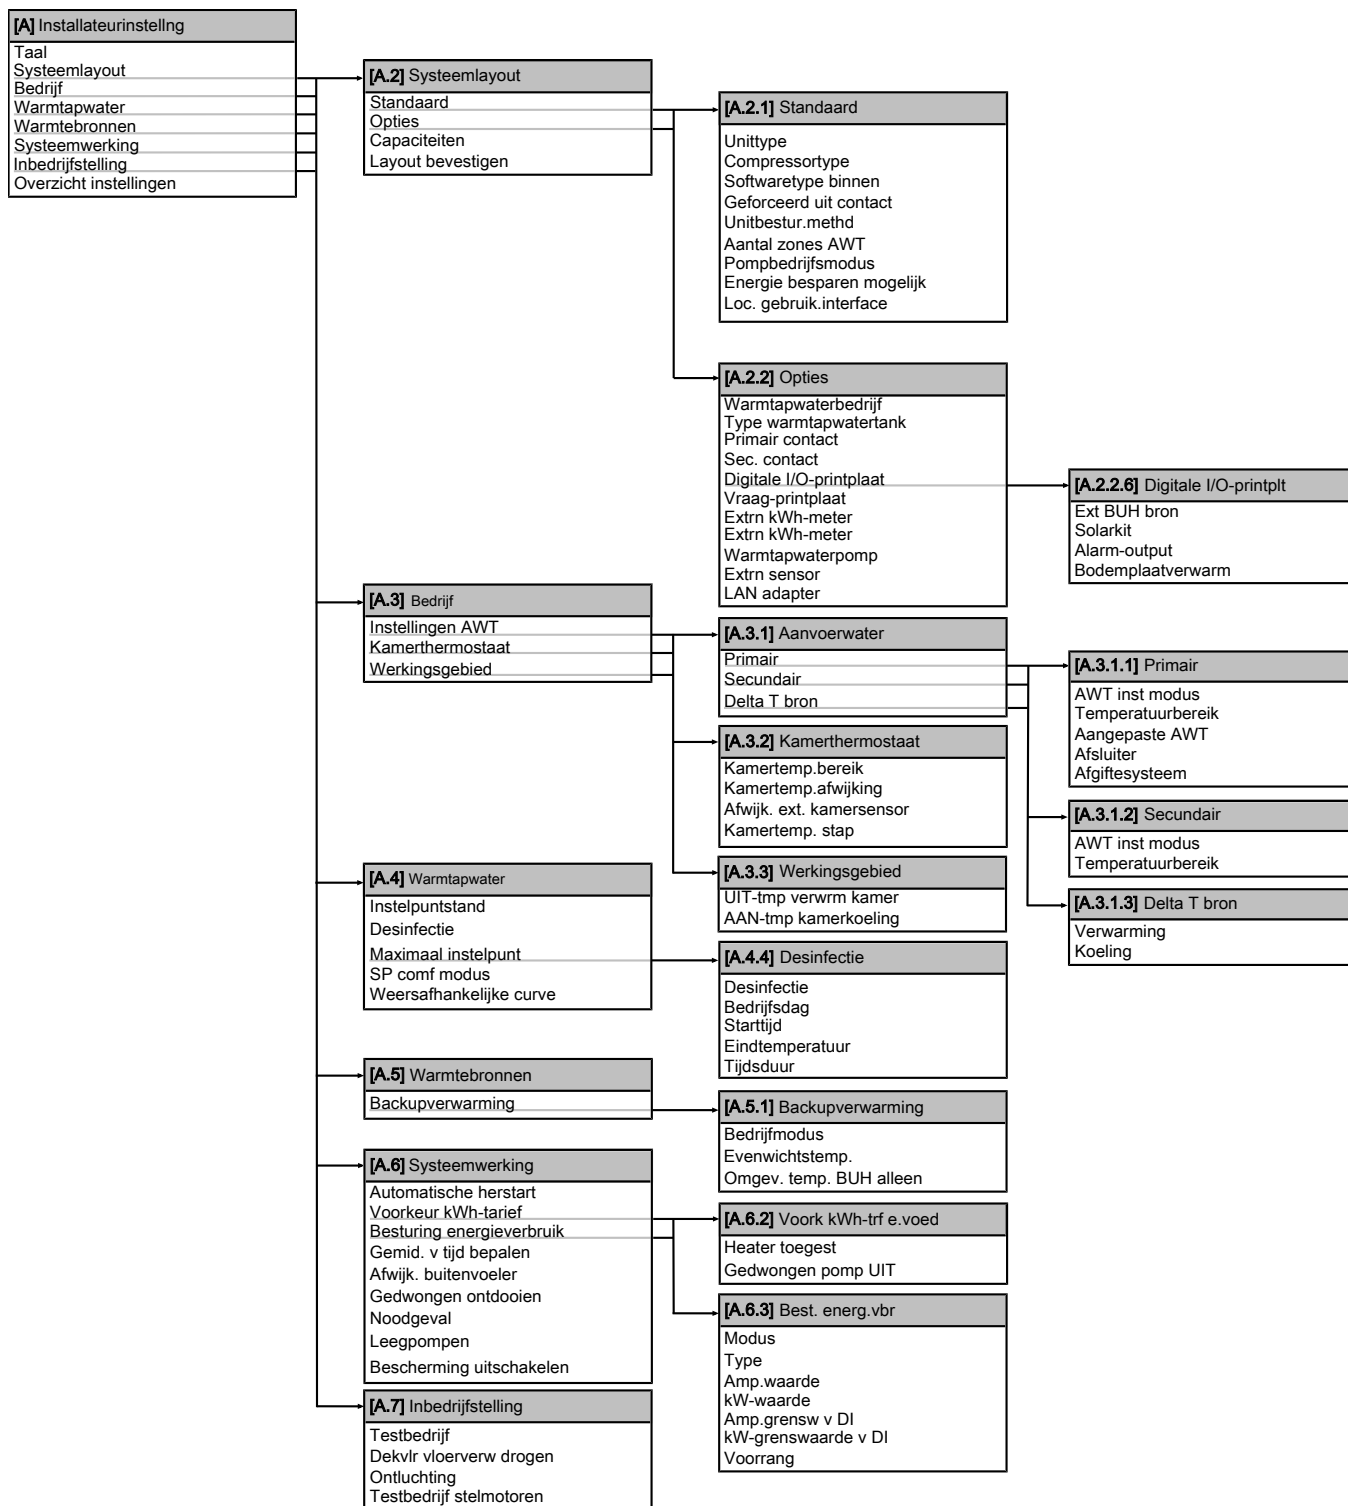 [A] Installateurinstellng
Taal
Systeemlayout
Bedrijf
Warmtapwater
Warmtebronnen
Systeemwerking
Inbedrijfstelling
Overzicht instellingen
[A.2] Systeemlayout
Standaard
Opties
Capaciteiten
Layout bevestigen
[A.2.1] Standaard
Unittype
Compressortype
Softwaretype binnen
Geforceerd uit contact
Unitbestur.methd
Aantal zones AWT
Pompbedrijfsmodus
Energie besparen mogelijk
Loc. gebruik.interface
[A.2.2] Opties
Warmtapwaterbedrijf
Type warmtapwatertank
Primair contact
Sec. contact
Digitale I/O-printplaat
Vraag-printplaat
Extrn kWh-meter
Extrn kWh-meter
Warmtapwaterpomp
Extrn sensor
LAN adapter
[A.2.2.6] Digitale I/O-printplt
Ext BUH bron
Solarkit
Alarm-output
Bodemplaatverwarm
[A.3] Bedrijf
Instellingen AWT
Kamerthermostaat
Werkingsgebied
[A.3.1] Aanvoerwater
Primair
Secundair
Delta T bron
[A.3.1.1] Primair
AWT inst modus
Temperatuurbereik
Aangepaste AWT
Afsluiter
Afgiftesysteem
[A.3.2] Kamerthermostaat
Kamertemp.bereik
Kamertemp.afwijking
Afwijk. ext. kamersensor
Kamertemp. stap
[A.3.1.2] Secundair
AWT inst modus
Temperatuurbereik
[A.3.3] Werkingsgebied
UIT-tmp verwrm kamer
AAN-tmp kamerkoeling
[A.3.1.3] Delta T bron
Verwarming
Koeling
[A.4] Warmtapwater
Instelpuntstand
Desinfectie
Maximaal instelpunt
SP comf modus
Weersafhankelijke curve
[A.4.4] Desinfectie
Desinfectie
Bedrijfsdag
Starttijd
Eindtemperatuur
Tijdsduur
[A.5] Warmtebronnen
Backupverwarming
[A.5.1] Backupverwarming
Bedrijfmodus
Evenwichtstemp.
Omgev. temp. BUH alleen
[A.6] Systeemwerking
Automatische herstart
Voorkeur kWh-tarief
Besturing energieverbruik
Gemid. v tijd bepalen
Afwijk. buitenvoeler
Gedwongen ontdooien
Noodgeval
Leegpompen
Bescherming uitschakelen
[A.6.2] Voork kWh-trf e.voed
Heater toegest
Gedwongen pomp UIT
[A.6.3] Best. energ.vbr
Modus
Type
Amp.waarde
kW-waarde
Amp.grensw v DI
kW-grenswaarde v DI
Voorrang
[A.7] Inbedrijfstelling
Testbedrijf
Dekvlr vloerverw drogen
Ontluchting
Testbedrijf stelmotoren